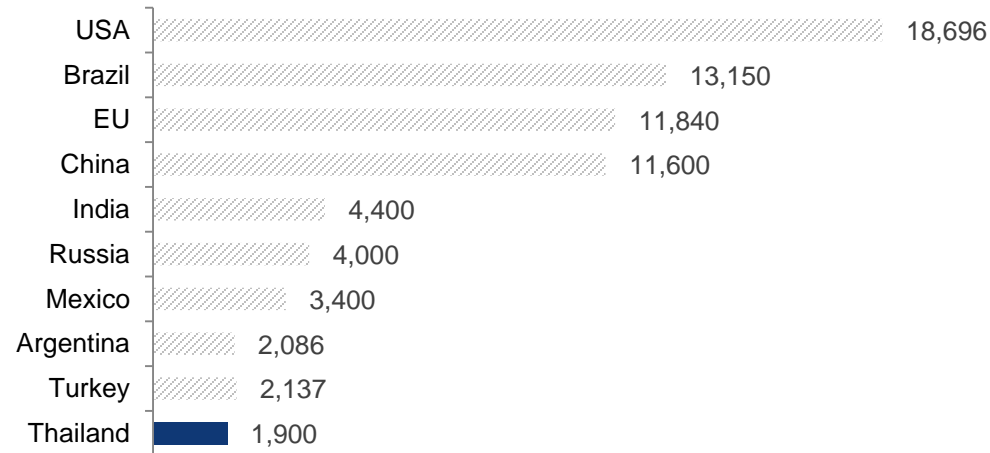 USA 18,696
Brazil 13,150
EU 11,840
China 11,600
India 4,400
Russia 4,000
Mexico 3,400
Argentina 2,086
Turkey 2,137
Thailand 1,900